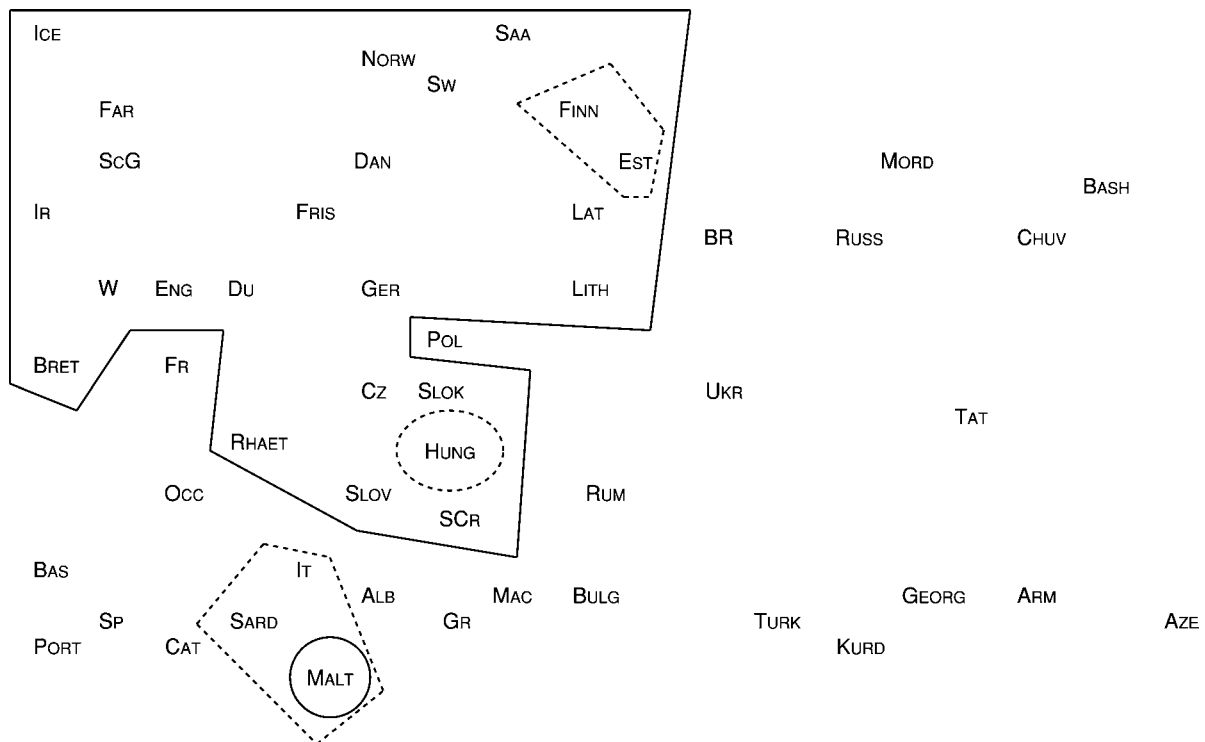 ICE SAA
NORW
SW
FAR FINN
SCG DAN EST MORD
BASH
IR FRIS LAT
BR RUSS CHUV
W ENG DU GER LITH
POL
BRET FR
CZ SLOK UKR
TAT
RHAET HUNG
OCC SLOV RUM
SCR
BAS IT
ALB MAC BULG GEORG ARM
SP SARD GR TURK AZE
PORT CAT KURD
MALT